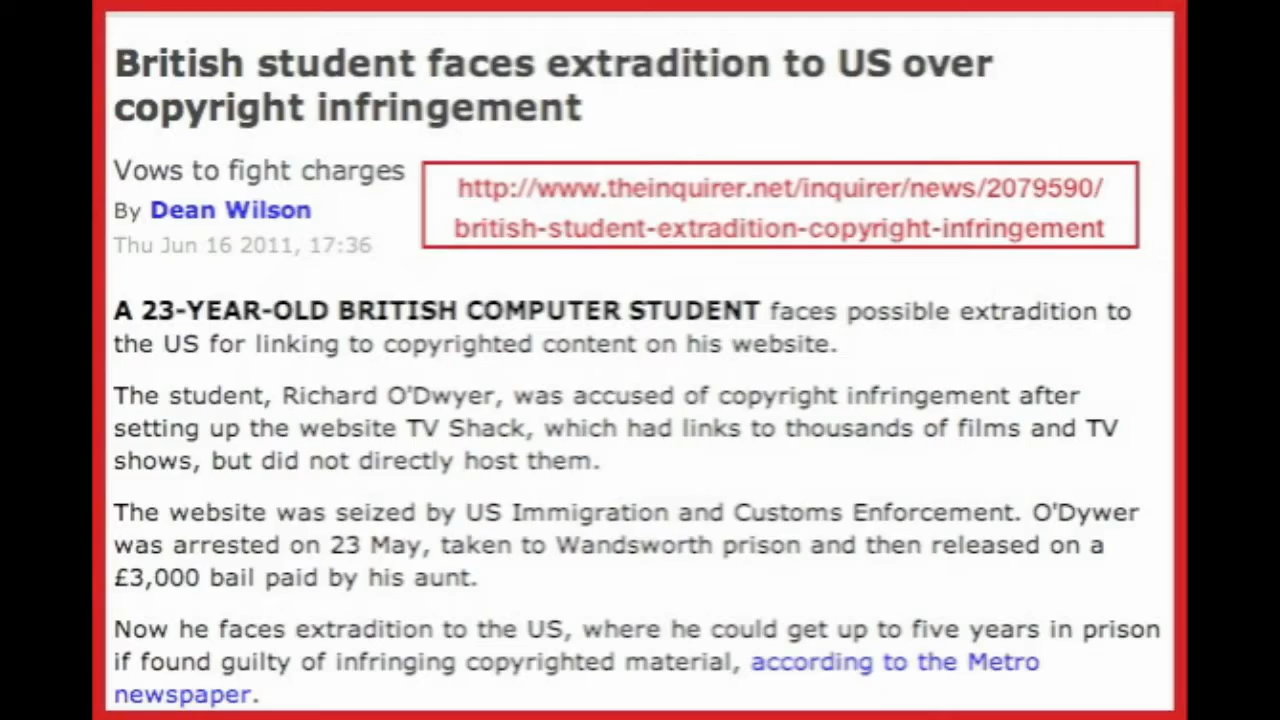 British student faces extradition to US over
copyright infringement
Vows to fight charges
By Dean Wilson
Thu Jun 16 2011, 17:36
http://www.theinquirer.net/inquirer/news/2079590/
british-student-extradition-copyright-infringement
A 23-YEAR-OLD BRITISH COMPUTER STUDENT faces possible extradition to
the US for linking to copyrighted content on his website.
The student, Richard O'Dwyer, was accused of copyright infringement after
setting up the website TV Shack, which had links to thousands of films and TV
shows, but did not directly host them.
The website was seized by US Immigration and Customs Enforcement. O'Dywer
was arrested on 23 May, taken to Wandsworth prison and then released on a
£3,000 bail paid by his aunt.
Now he faces extradition to the US, where he could get up to five years in prison
if found guilty of infringing copyrighted material, according to the Metro
newspaper.